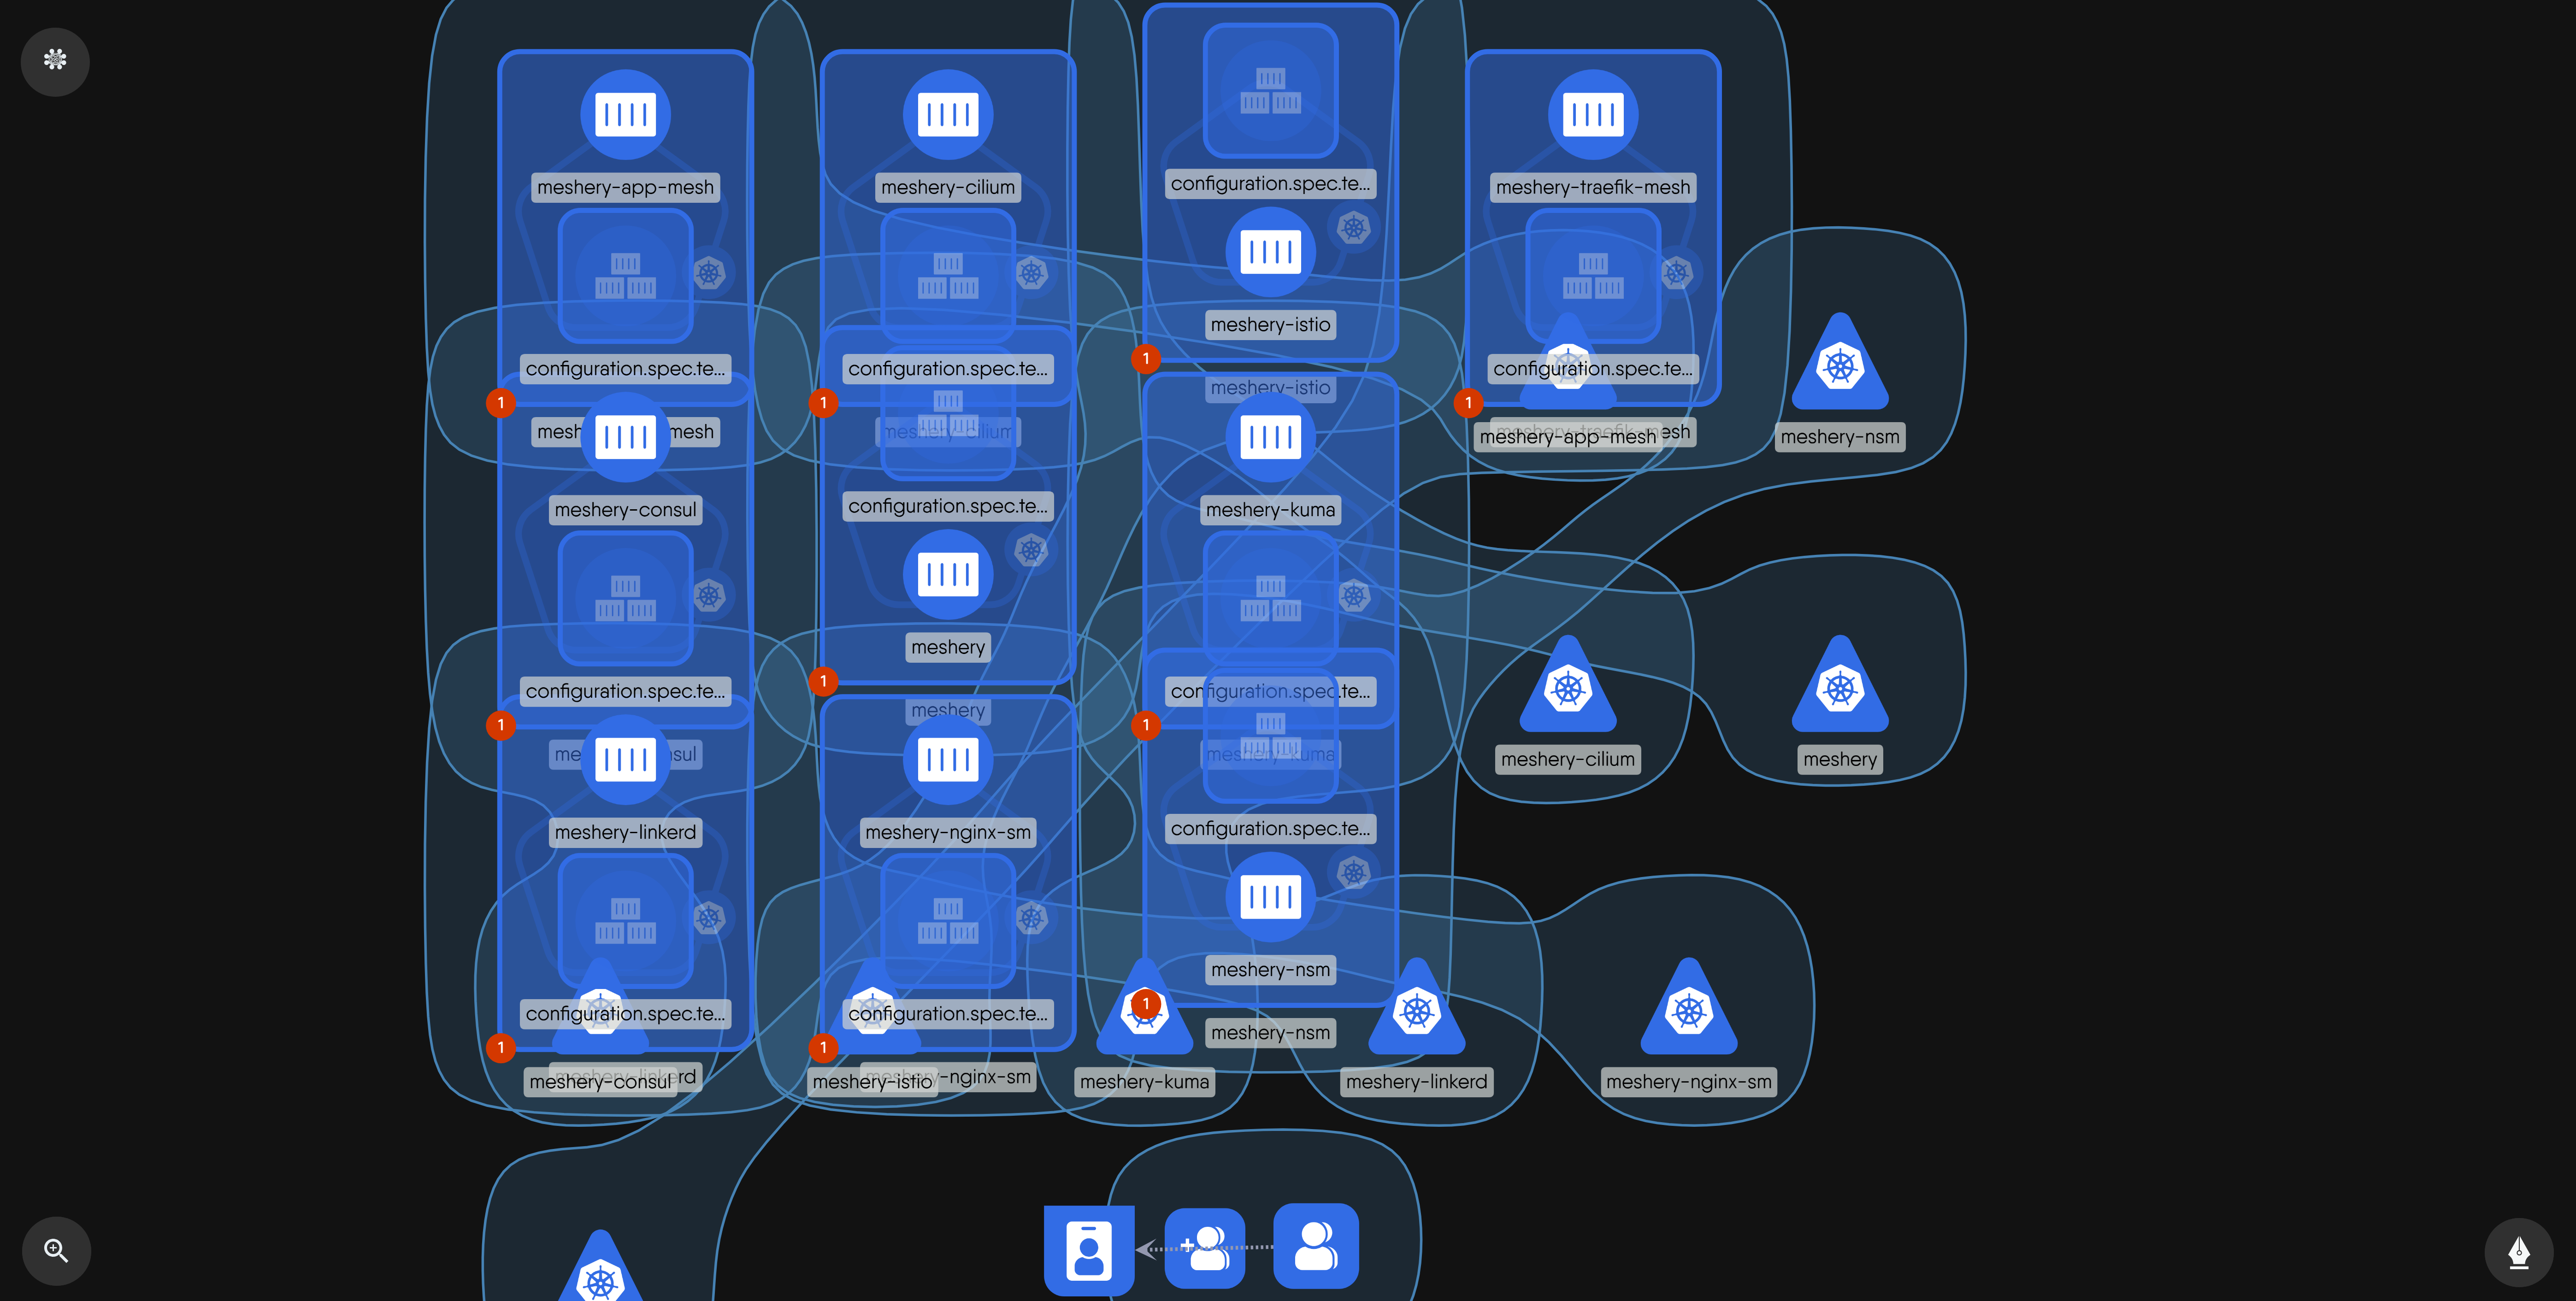 meshery-app-mesh
meshery-cilium
configuration.spec.te...
meshery-traefik-mesh
meshery-istio
configuration.spec.te...
configuration.spec.te...
configuration.spec.te...
1
1
1
1
meshery-istio
mesh
mesh
meshery-cilium
meshery-app-mesh
esh
meshery-nsm
meshery-consul
configuration.spec.te...
meshery-kuma
meshery
configuration.spec.te...
configuration.spec.te...
1
1
1
meshery
me
sul
meshery-kuma
meshery-cilium
meshery
meshery-linkerd
meshery-nginx-sm
configuration.spec.te...
meshery-nsm
configuration.spec.te...
configuration.spec.te...
1
1
1
meshery-nsm
meshery-consul
rd
meshery-istio
-nginx-sm
meshery-kuma
meshery-linkerd
meshery-nginx-sm